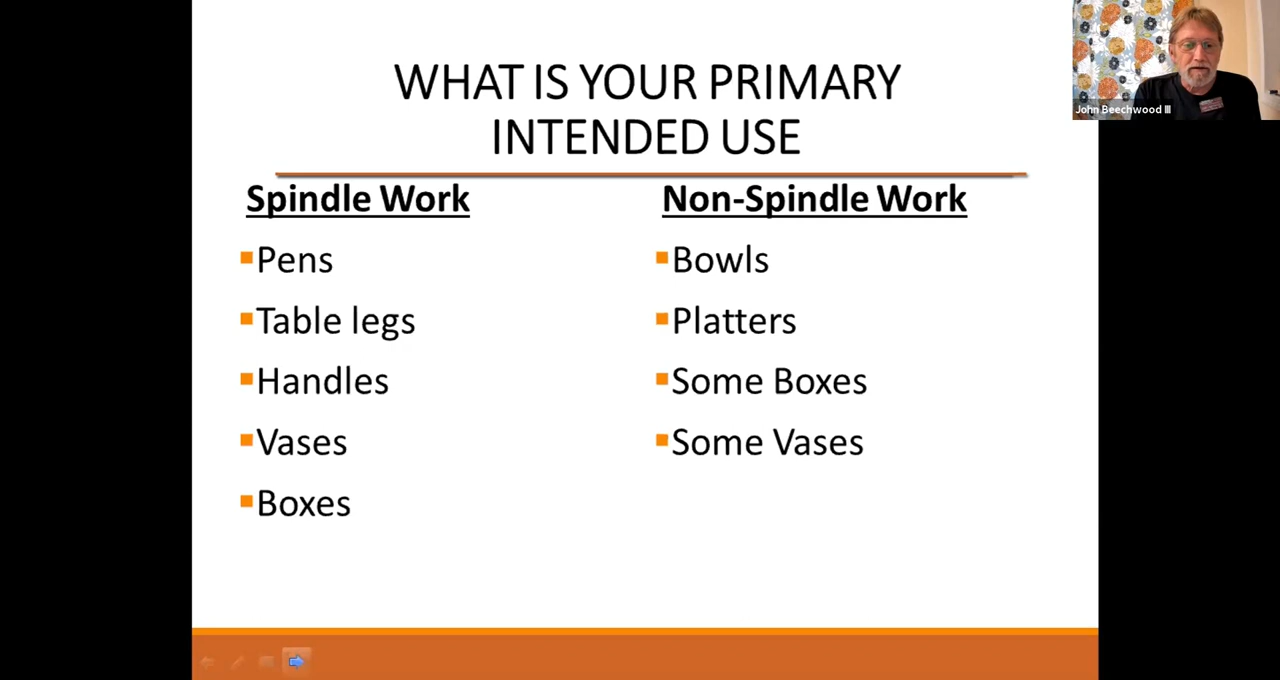 WHAT IS YOUR PRIMARY
INTENDED USE
Spindle Work
Pens
Table legs
Handles
Vases
Boxes
Non-Spindle Work
Bowls
Platters
Some Boxes
Some Vases
John Beechwood III